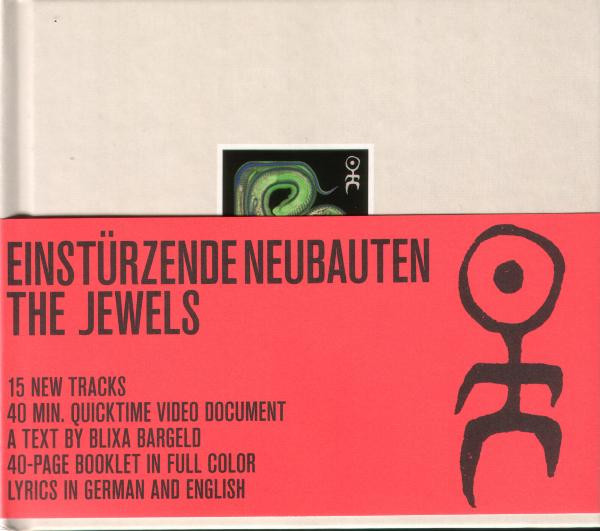 EINSTÜRZENDE NEUBAUTEN
THE JEWELS
15 NEW TRACKS
40 MIN. QUICKTIME VIDEO DOCUMENT
A TEXT BY BLIXA BARGELD
40-PAGE BOOKLET IN FULL COLOR
LYRICS IN GERMAN AND ENGLISH